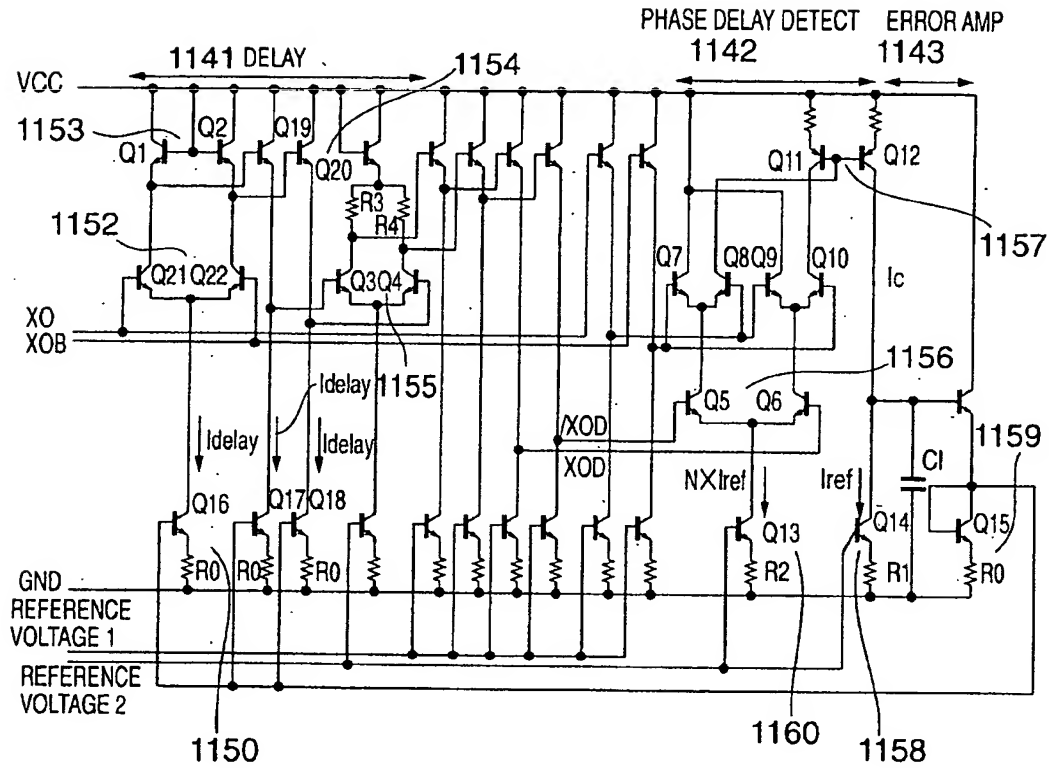 PHASE DELAY DETECT ERROR AMP
1142 1143
1141 DELAY 1154
VCC
1153
Q1 Q2 Q19 Q20 Q11 Q12
R3 R4
1152 1157
Q21 Q22 Q3 Q4 Q7 Q8 Q9 Q10
Ic
XO
XOB
1155 1156
Idelay Q5 Q6
Idelay Idelay /XOD 1159
XOD NXIref Iref CI
Q16 Q17 Q18 Q13 Q14 Q15
R0 R0 R0 R2 R1 R0
GND
REFERENCE
VOLTAGE 1
REFERENCE
VOLTAGE 2
1150 1160 1158